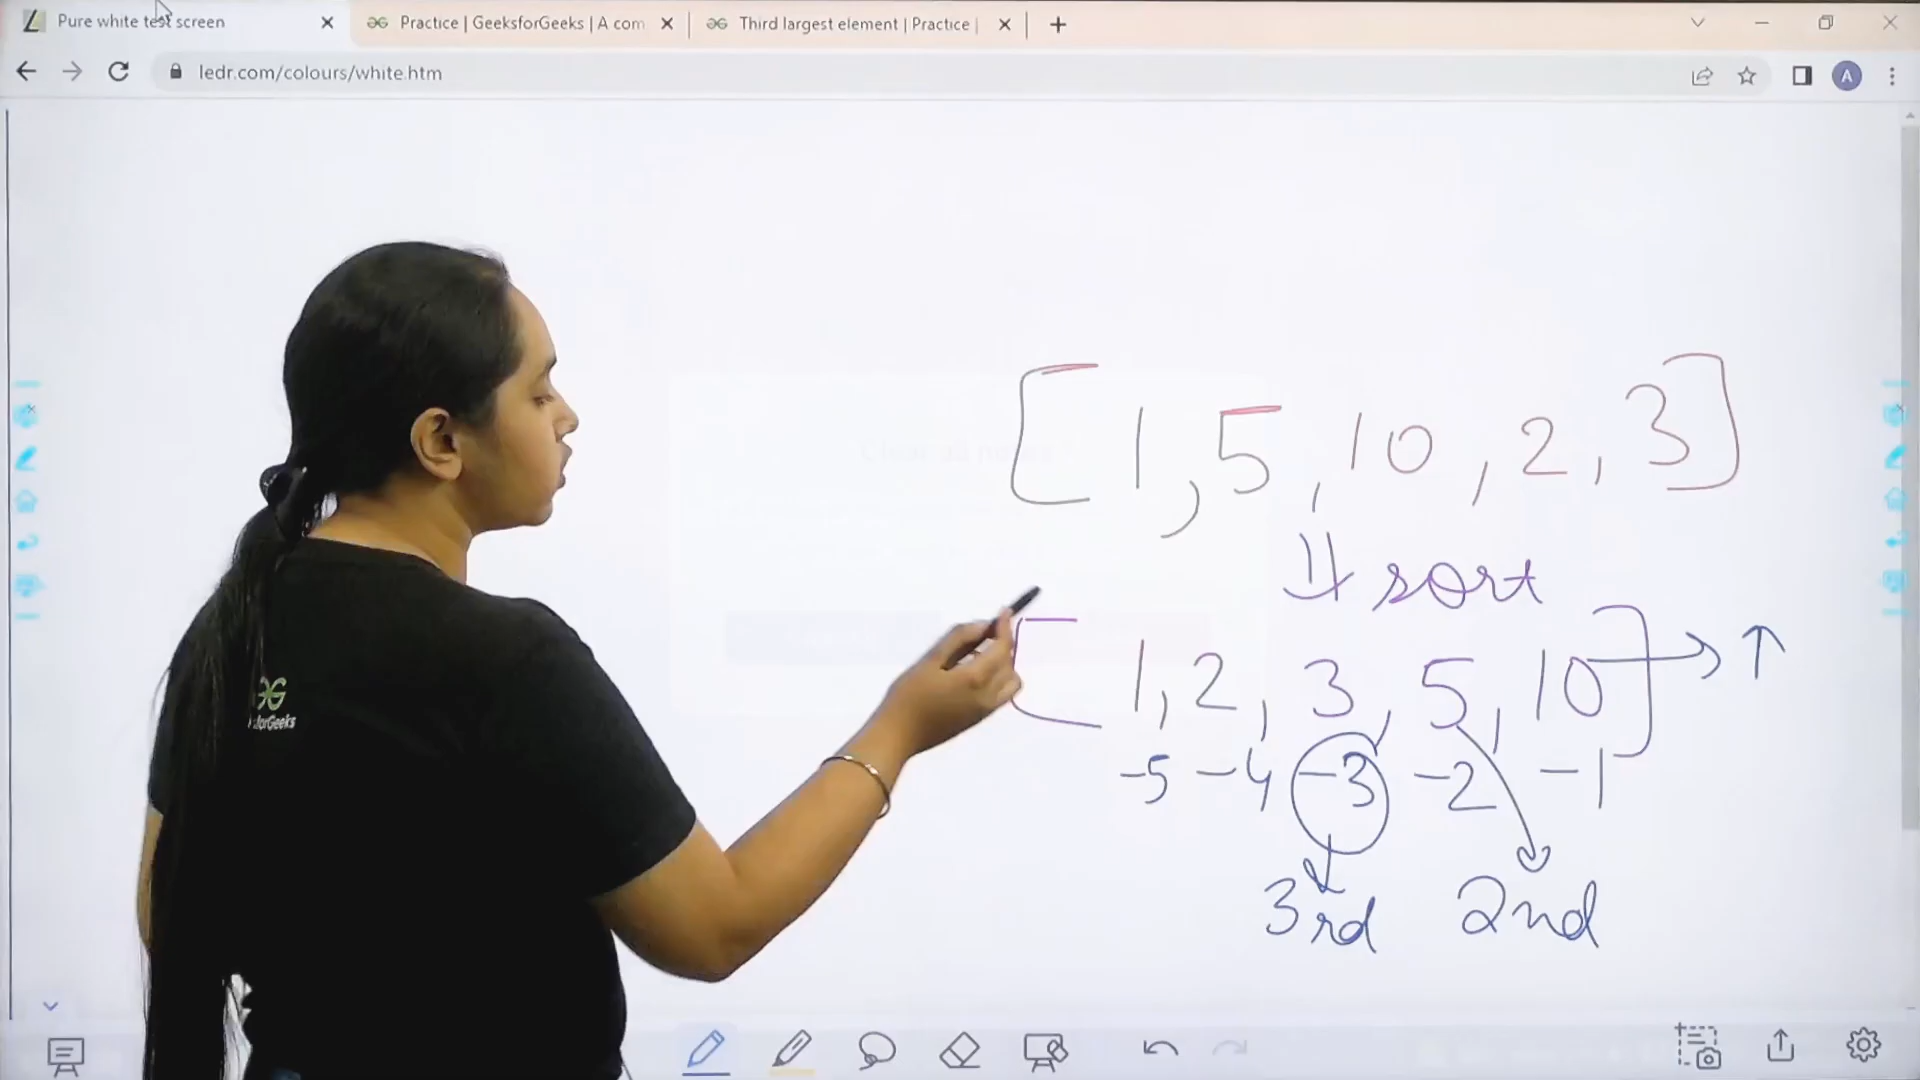 Pure white test screen
Practice | GeeksforGeeks | A com
Third largest element | Practice |
ledr.com/colours/white.htm
A
[1, 5, 10, 2, 3]
sort
[1, 2, 3, 5, 10] → ↑
-5 -4 -3 -2 -1
3rd 2nd